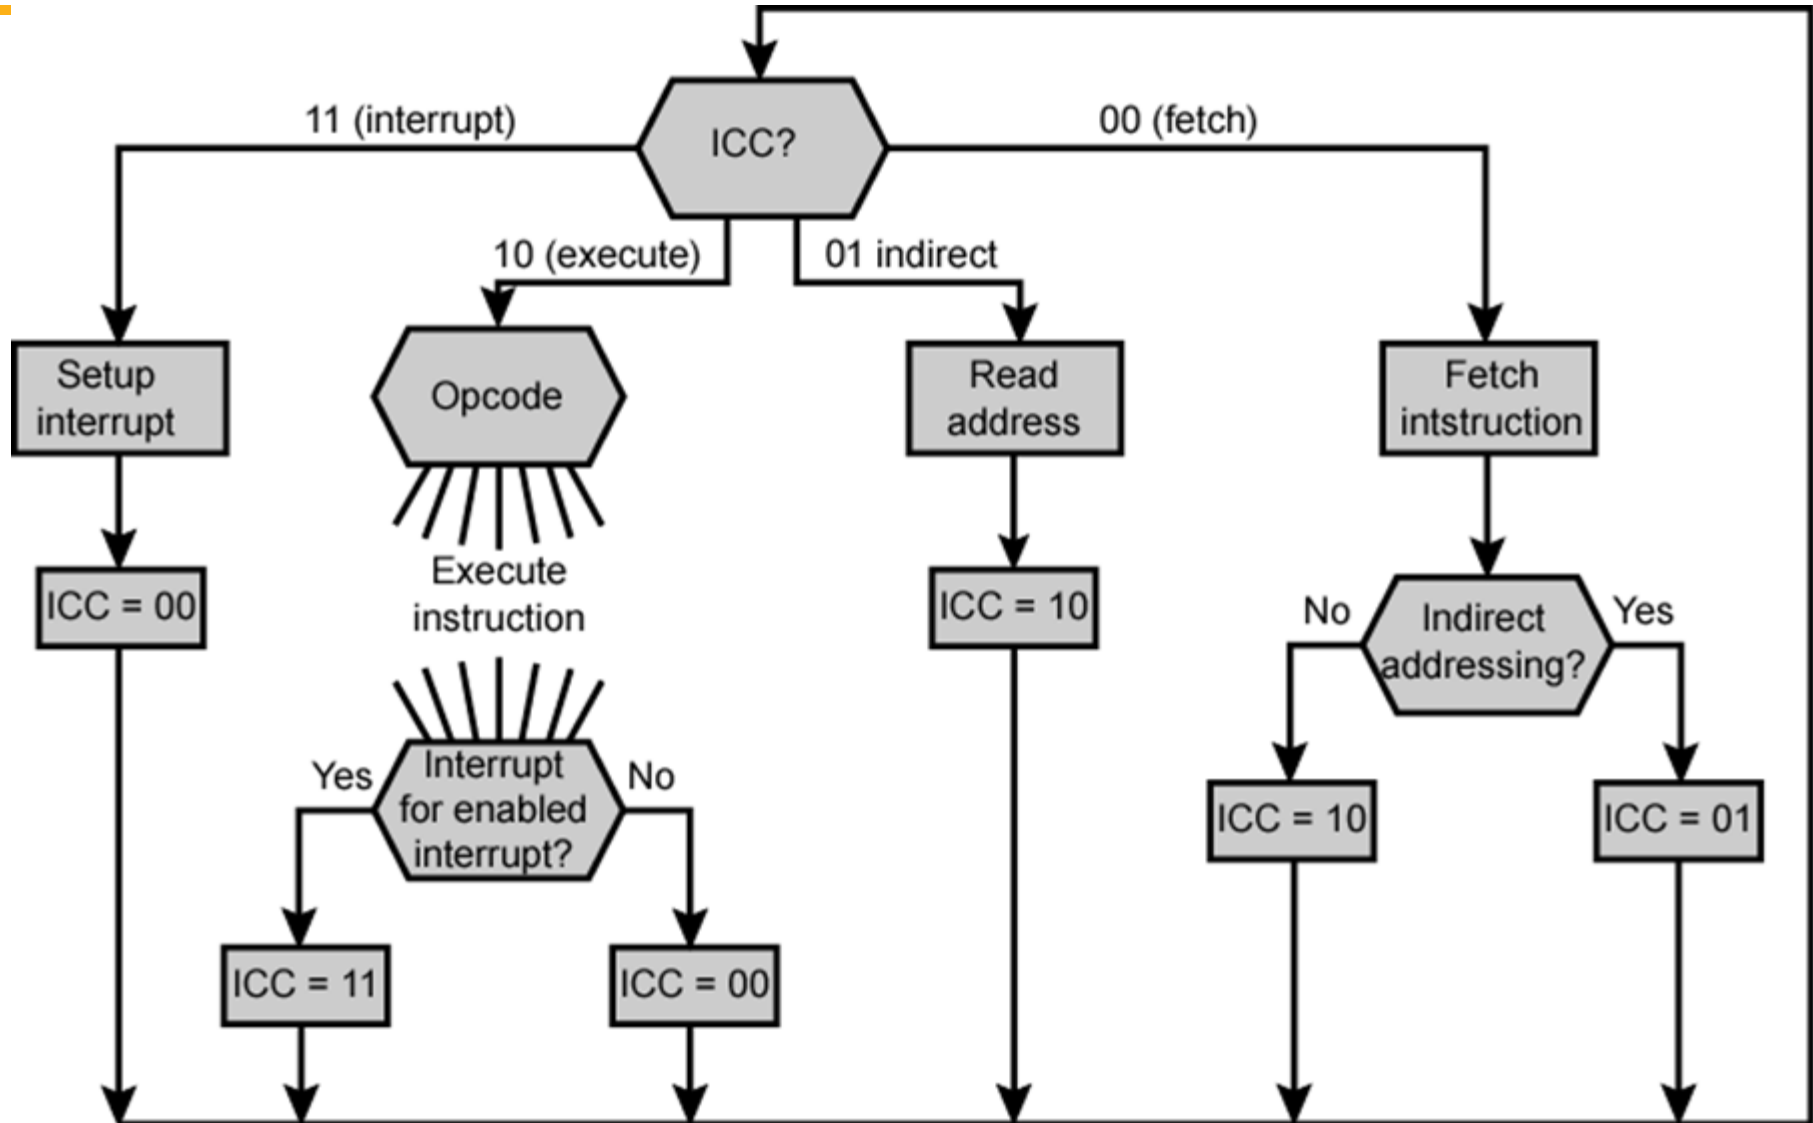 11 (interrupt)
ICC?
00 (fetch)
10 (execute)
01 indirect
Setup
interrupt
Opcode
Read
address
Fetch
intstruction
ICC = 00
Execute
instruction
ICC = 10
No
Indirect
addressing?
Yes
Yes
Interrupt
for enabled
interrupt?
No
ICC = 10
ICC = 01
ICC = 11
ICC = 00